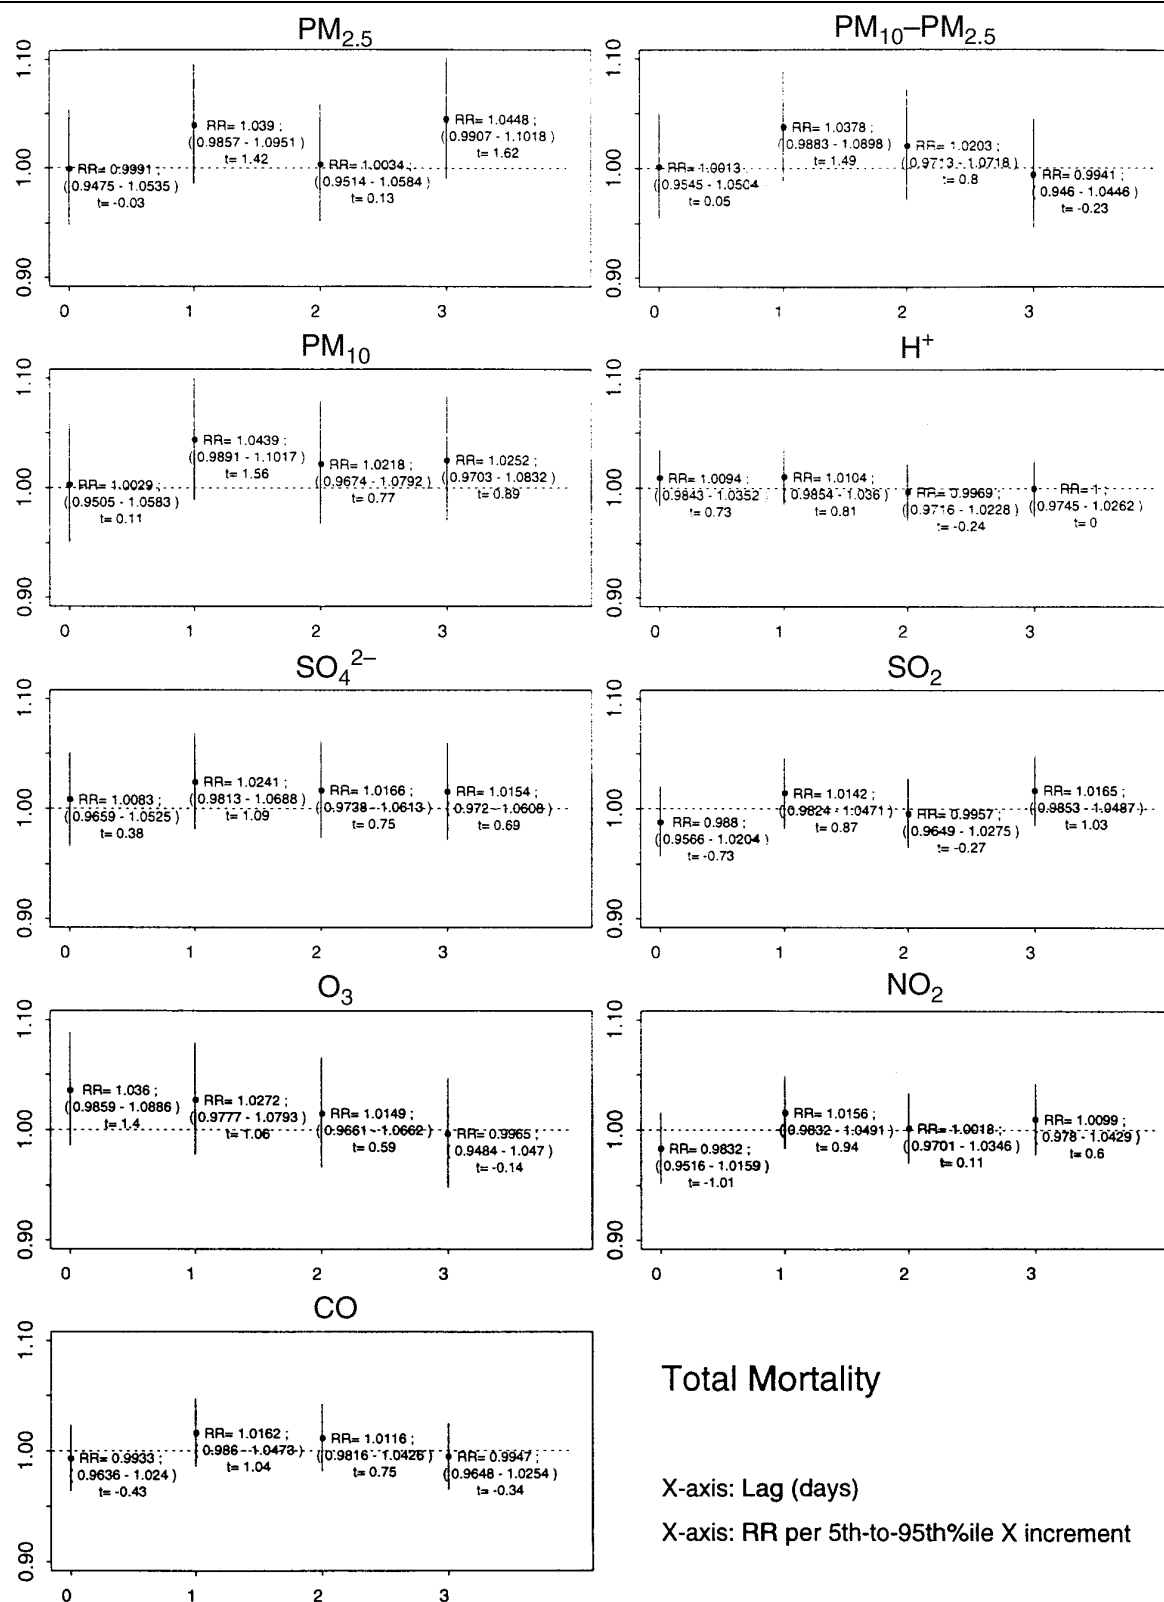 PM2.5
1.10
1.00
0.90
RR= 0.9991 ;
( 0.9475 - 1.0535 )
t= -0.03
RR= 1.039 ;
( 0.9857 - 1.0951 )
t= 1.42
RR= 1.0034 ;
( 0.9514 - 1.0584 )
t= 0.13
RR= 1.0448 ;
( 0.9907 - 1.1018 )
t= 1.62
0 1 2 3
PM10–PM2.5
1.10
1.00
0.90
RR= 1.0013 ;
( 0.9545 - 1.0504
t= 0.05
RR= 1.0378 ;
( 0.9883 - 1.0898 )
t= 1.49
RR= 1.0203 ;
( 0.9713 - 1.0718 )
t= 0.8
RR= 0.9941 ;
( 0.946 - 1.0446 )
t= -0.23
0 1 2 3
PM10
1.10
1.00
0.90
RR= 1.0029 ;
( 0.9505 - 1.0583 )
t= 0.11
RR= 1.0439 ;
( 0.9891 - 1.1017 )
t= 1.56
RR= 1.0218 ;
( 0.9674 - 1.0792 )
t= 0.77
RR= 1.0252 ;
( 0.9703 - 1.0832 )
t= 0.89
0 1 2 3
H+
1.10
1.00
0.90
RR= 1.0094 ;
( 0.9843 - 1.0352 )
t= 0.73
RR= 1.0104 ;
( 0.9854 - 1.036 )
t= 0.81
RR= 0.9969 ;
( 0.9716 - 1.0228 )
t= -0.24
RR= 1 ;
( 0.9745 - 1.0262 )
t= 0
0 1 2 3
SO4 2–
1.10
1.00
0.90
RR= 1.0083 ;
( 0.9659 - 1.0525 )
t= 0.38
RR= 1.0241 ;
( 0.9813 - 1.0688 )
t= 1.09
RR= 1.0166 ;
( 0.9738 - 1.0613 )
t= 0.75
RR= 1.0154 ;
( 0.972 - 1.0608 )
t= 0.69
0 1 2 3
SO2
1.10
1.00
0.90
RR= 0.988 ;
( 0.9566 - 1.0204 )
t= -0.73
RR= 1.0142 ;
( 0.9824 - 1.0471 )
t= 0.87
RR= 0.9957 ;
( 0.9649 - 1.0275 )
t= -0.27
RR= 1.0165 ;
( 0.9853 - 1.0487 )
t= 1.03
0 1 2 3
O3
1.10
1.00
0.90
RR= 1.036 ;
( 0.9859 - 1.0886 )
t= 1.4
RR= 1.0272 ;
( 0.9777 - 1.0793 )
t= 1.06
RR= 1.0149 ;
( 0.9661 - 1.0662 )
t= 0.59
RR= 0.9965 ;
( 0.9484 - 1.047 )
t= -0.14
0 1 2 3
NO2
1.10
1.00
0.90
RR= 0.9832 ;
( 0.9516 - 1.0159 )
t= -1.01
RR= 1.0156 ;
( 0.9832 - 1.0491 )
t= 0.94
RR= 1.0018 ;
( 0.9701 - 1.0346 )
t= 0.11
RR= 1.0099 ;
( 0.978 - 1.0429 )
t= 0.6
0 1 2 3
CO
1.10
1.00
0.90
RR= 0.9933 ;
( 0.9636 - 1.024 )
t= -0.43
RR= 1.0162 ;
( 0.986 - 1.0473 )
t= 1.04
RR= 1.0116 ;
( 0.9816 - 1.0426 )
t= 0.75
RR= 0.9947 ;
( 0.9648 - 1.0254 )
t= -0.34
0 1 2 3
Total Mortality
X-axis: Lag (days)
X-axis: RR per 5th-to-95th%ile X increment